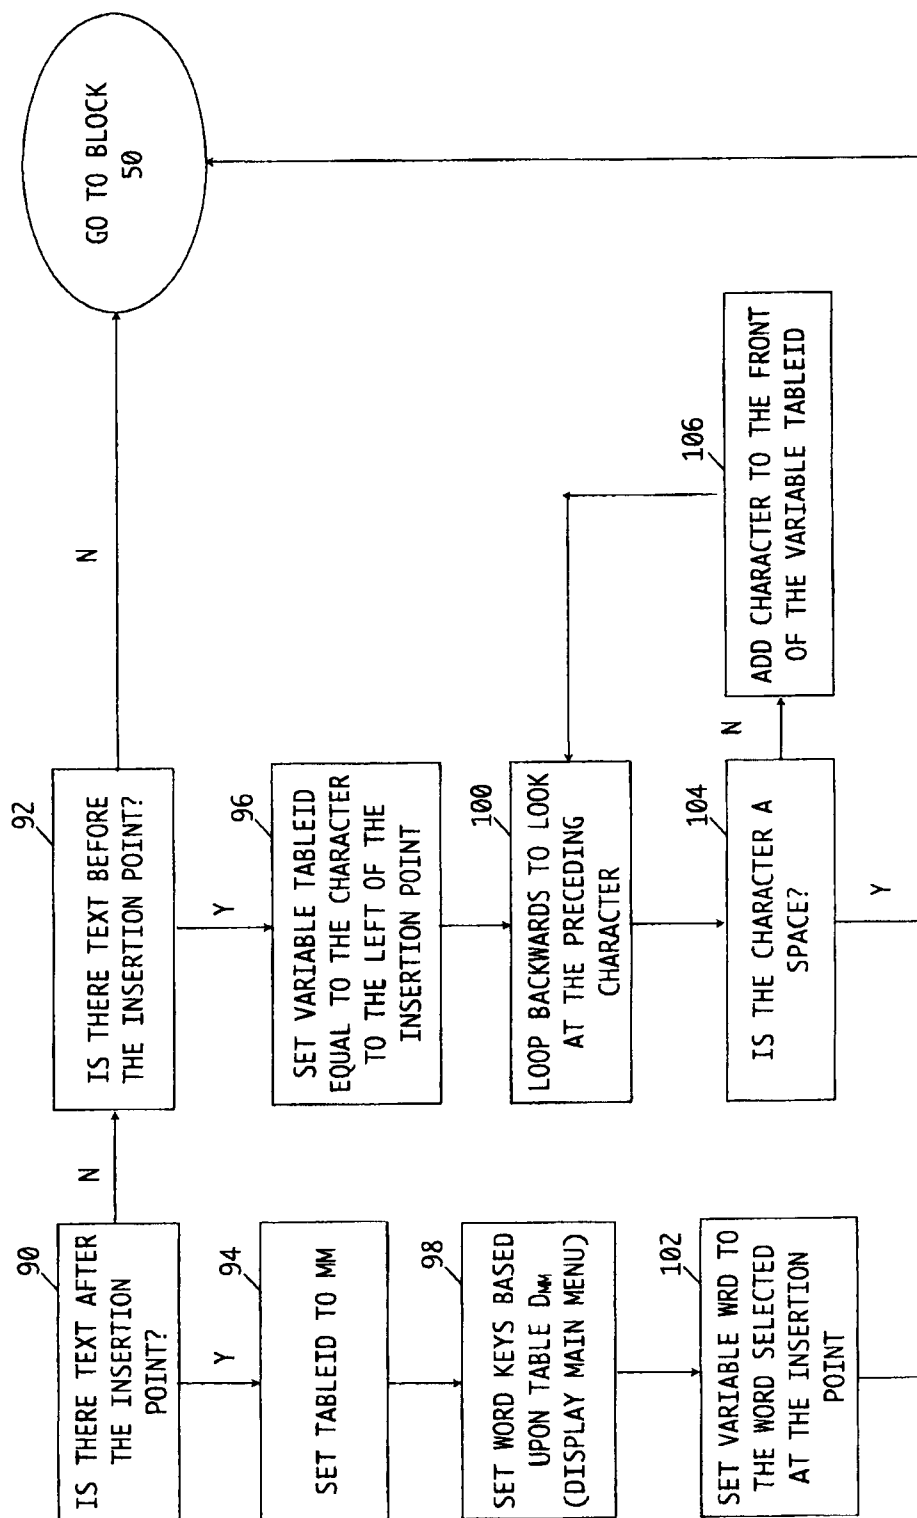 90
IS THERE TEXT AFTER
THE INSERTION
POINT?
N
Y
92
IS THERE TEXT BEFORE
THE INSERTION POINT?
N
Y
GO TO BLOCK
50
94
SET TABLEID TO MM
96
SET VARIABLE TABLEID
EQUAL TO THE CHARACTER
TO THE LEFT OF THE
INSERTION POINT
98
SET WORD KEYS BASED
UPON TABLE DMM
(DISPLAY MAIN MENU)
100
LOOP BACKWARDS TO LOOK
AT THE PRECEDING
CHARACTER
102
SET VARIABLE WRD TO
THE WORD SELECTED
AT THE INSERTION
POINT
104
IS THE CHARACTER A
SPACE?
N
Y
106
ADD CHARACTER TO THE FRONT
OF THE VARIABLE TABLEID